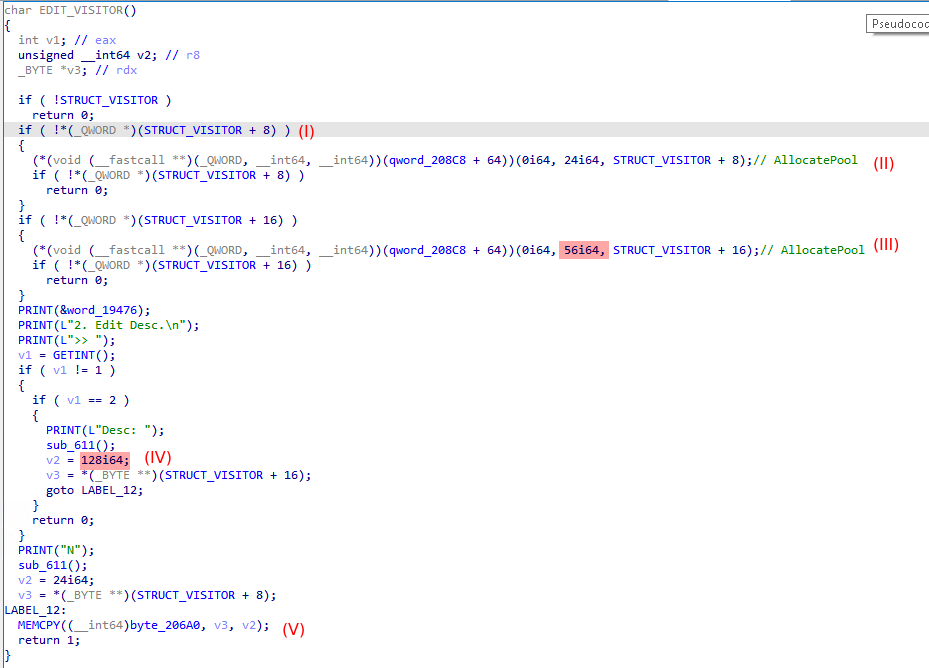 char EDIT_VISITOR()
Pseudocod
{
int v1; // eax
unsigned __int64 v2; // r8
_BYTE *v3; // rdx
if ( !STRUCT_VISITOR )
return 0;
if ( !*(_QWORD *)(STRUCT_VISITOR + 8) ) (I)
{
(*(void (__fastcall **)(_QWORD, __int64, __int64))(qword_208C8 + 64))(0i64, 24i64, STRUCT_VISITOR + 8);// AllocatePool (II)
if ( !*(_QWORD *)(STRUCT_VISITOR + 8) )
return 0;
}
if ( !*(_QWORD *)(STRUCT_VISITOR + 16) )
{
(*(void (__fastcall **)(_QWORD, __int64, __int64))(qword_208C8 + 64))(0i64, 56i64, STRUCT_VISITOR + 16);// AllocatePool (III)
if ( !*(_QWORD *)(STRUCT_VISITOR + 16) )
return 0;
}
PRINT(&word_19476);
PRINT(L"2. Edit Desc.\n");
PRINT(L">> ");
v1 = GETINT();
if ( v1 != 1 )
{
if ( v1 == 2 )
{
PRINT(L"Desc: ");
sub_611();
v2 = 128i64; (IV)
v3 = *(_BYTE **)(STRUCT_VISITOR + 16);
goto LABEL_12;
}
return 0;
}
PRINT("N");
sub_611();
v2 = 24i64;
v3 = *(_BYTE **)(STRUCT_VISITOR + 8);
LABEL_12:
MEMCPY((__int64)byte_206A0, v3, v2); (V)
return 1;
}